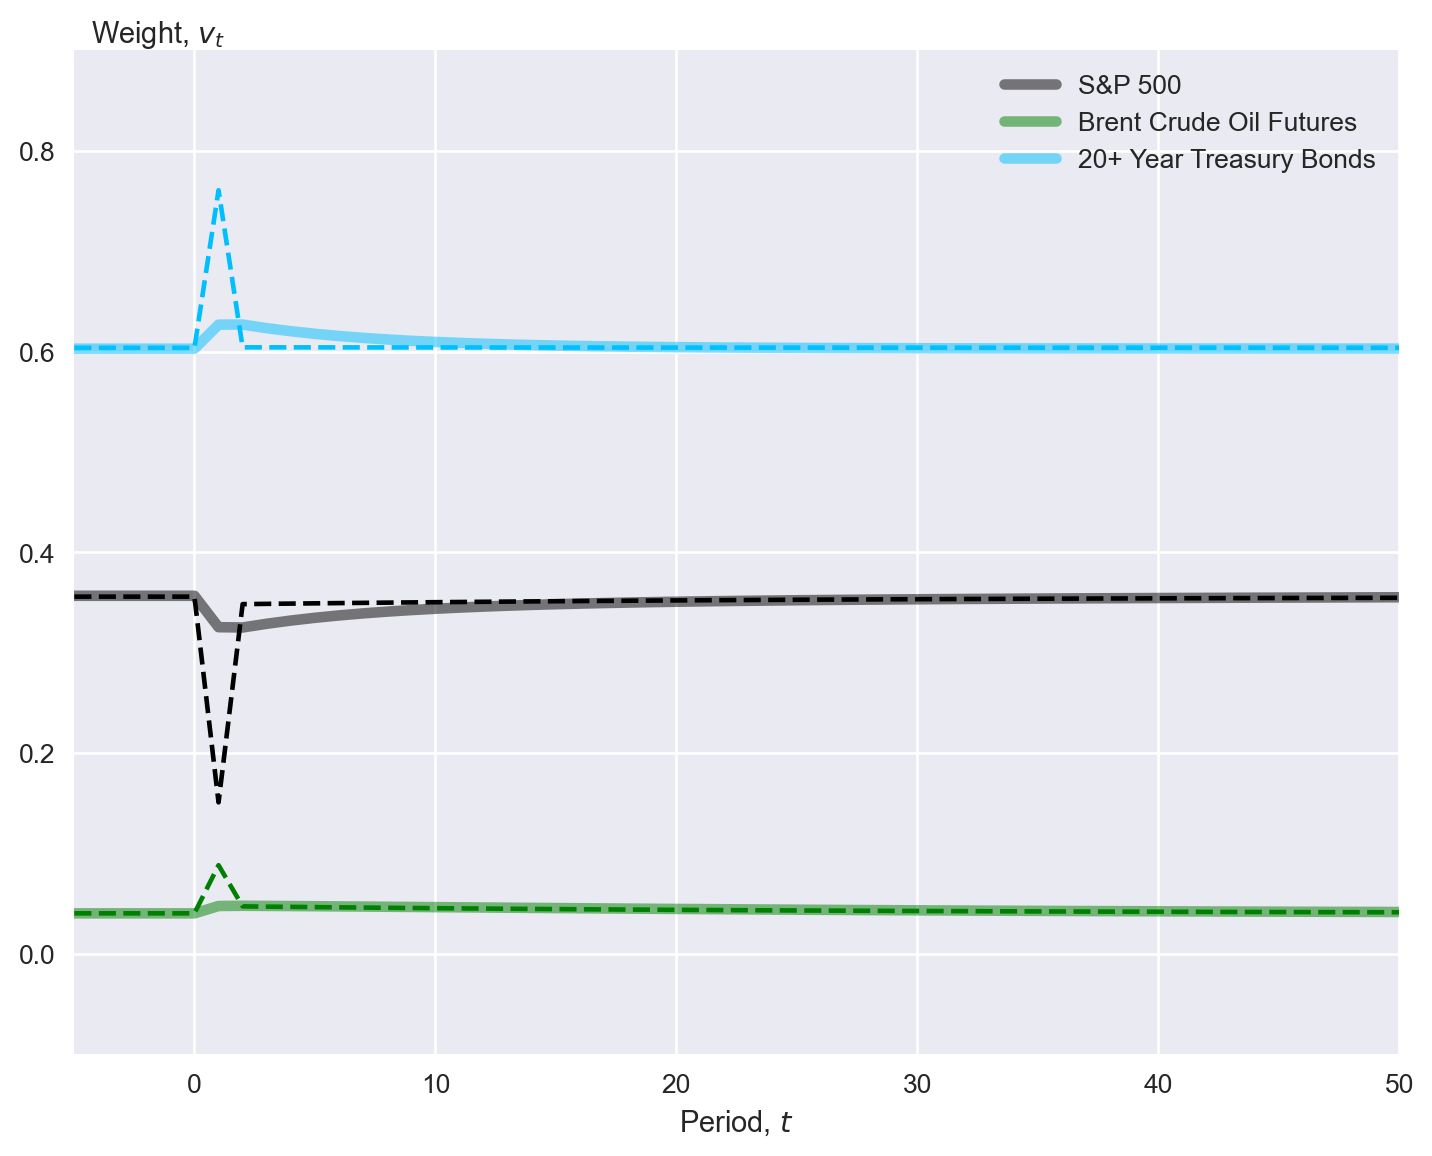 Weight, vₜ
S&P 500
Brent Crude Oil Futures
20+ Year Treasury Bonds
0.8
0.6
0.4
0.2
0.0
0 10 20 30 40 50
Period, t